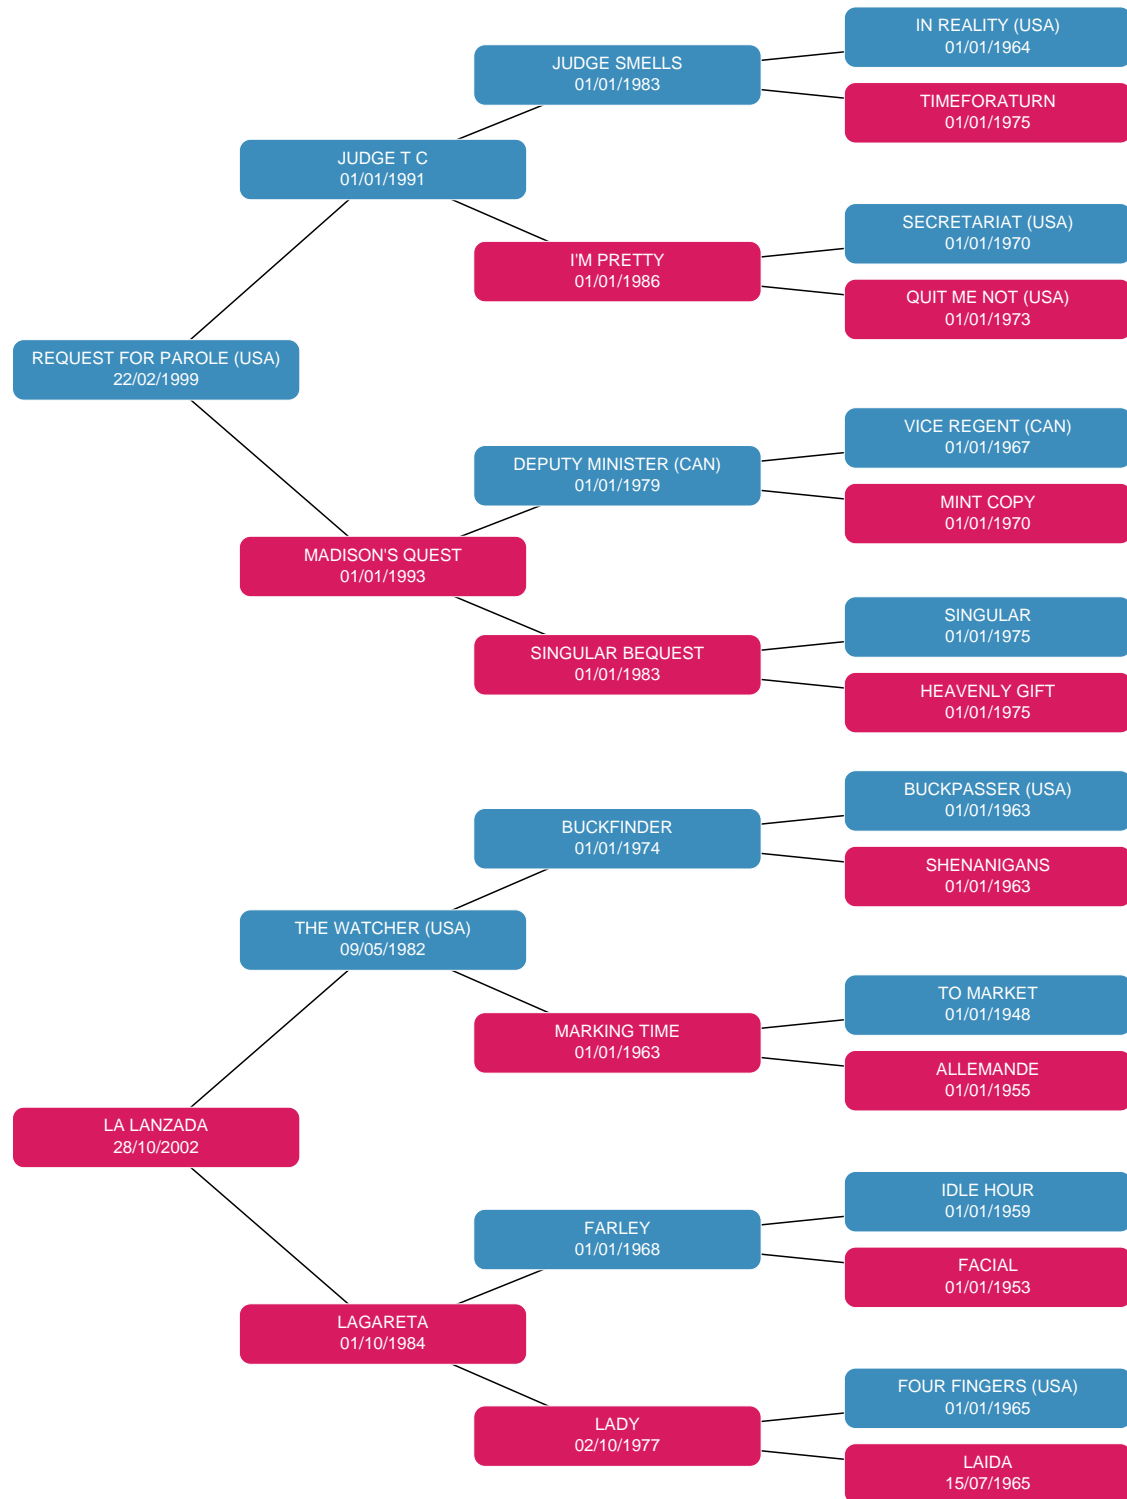 IN REALITY (USA)
01/01/1964
JUDGE SMELLS
01/01/1983
TIMEFORATURN
01/01/1975
JUDGE T C
01/01/1991
SECRETARIAT (USA)
01/01/1970
I'M PRETTY
01/01/1986
QUIT ME NOT (USA)
01/01/1973
REQUEST FOR PAROLE (USA)
22/02/1999
VICE REGENT (CAN)
01/01/1967
DEPUTY MINISTER (CAN)
01/01/1979
MINT COPY
01/01/1970
MADISON'S QUEST
01/01/1993
SINGULAR
01/01/1975
SINGULAR BEQUEST
01/01/1983
HEAVENLY GIFT
01/01/1975
BUCKPASSER (USA)
01/01/1963
BUCKFINDER
01/01/1974
SHENANIGANS
01/01/1963
THE WATCHER (USA)
09/05/1982
TO MARKET
01/01/1948
MARKING TIME
01/01/1963
ALLEMANDE
01/01/1955
LA LANZADA
28/10/2002
IDLE HOUR
01/01/1959
FARLEY
01/01/1968
FACIAL
01/01/1953
LAGARETA
01/10/1984
FOUR FINGERS (USA)
01/01/1965
LADY
02/10/1977
LAIDA
15/07/1965